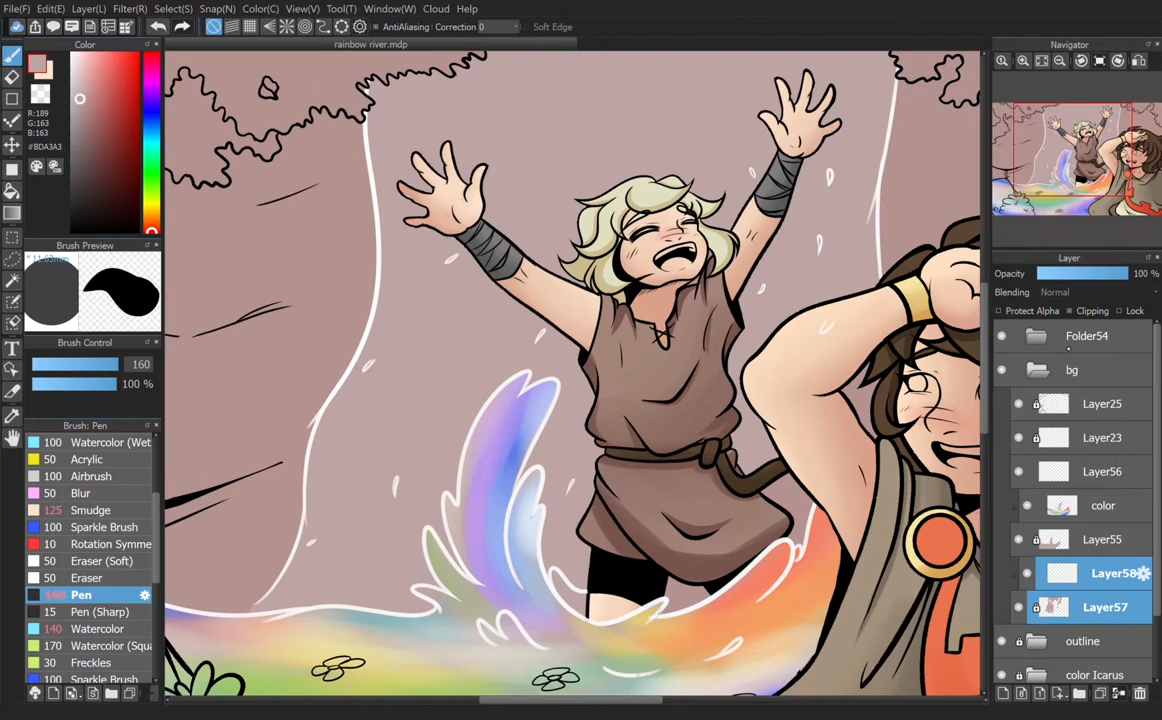 File(F) Edit(E) Layer(L) Filter(R) Select(S) Snap(N) Color(C) View(V) Tool(T) Window(W) Cloud Help
AntiAliasing Correction 0 Soft Edge
Color
rainbow river.mdp
Navigator
R:189
G:163
B:163
#BDA3A3
Brush Preview
* 11.63mm
Brush Control
160
100 %
Brush: Pen
100 Watercolor (Wet
50 Acrylic
100 Airbrush
50 Blur
125 Smudge
100 Sparkle Brush
10 Rotation Symme
50 Eraser (Soft)
50 Eraser
160 Pen
15 Pen (Sharp)
140 Watercolor
170 Watercolor (Squa
30 Freckles
100 Sparkle Brush
Layer
Opacity 100 %
Blending Normal
Protect Alpha Clipping Lock
Folder54
bg
Layer25
Layer23
Layer56
color
Layer55
Layer58
Layer57
outline
color Icarus